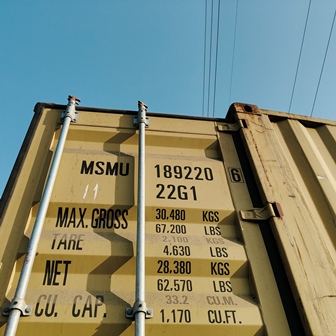 MSMU 189220 6
22G1
MAX. GROSS 30.480 KGS
67.200 LBS
TARE 2.100 KGS
4.630 LBS
NET 28.380 KGS
62.570 LBS
CU. CAP. 33.2 CU.M.
1.170 CU.FT.